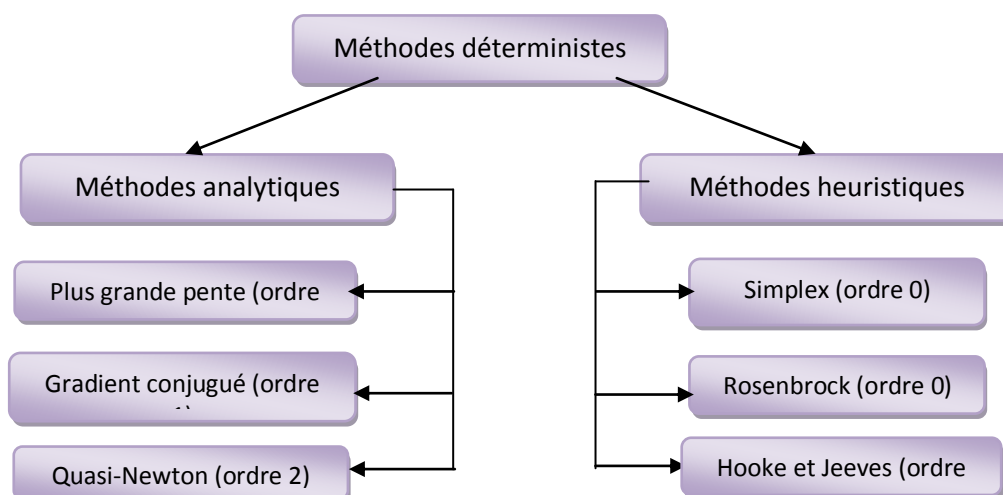 Méthodes déterministes
Méthodes analytiques
Méthodes heuristiques
Plus grande pente (ordre
Simplex (ordre 0)
Gradient conjugué (ordre
Rosenbrock (ordre 0)
Quasi-Newton (ordre 2)
Hooke et Jeeves (ordre